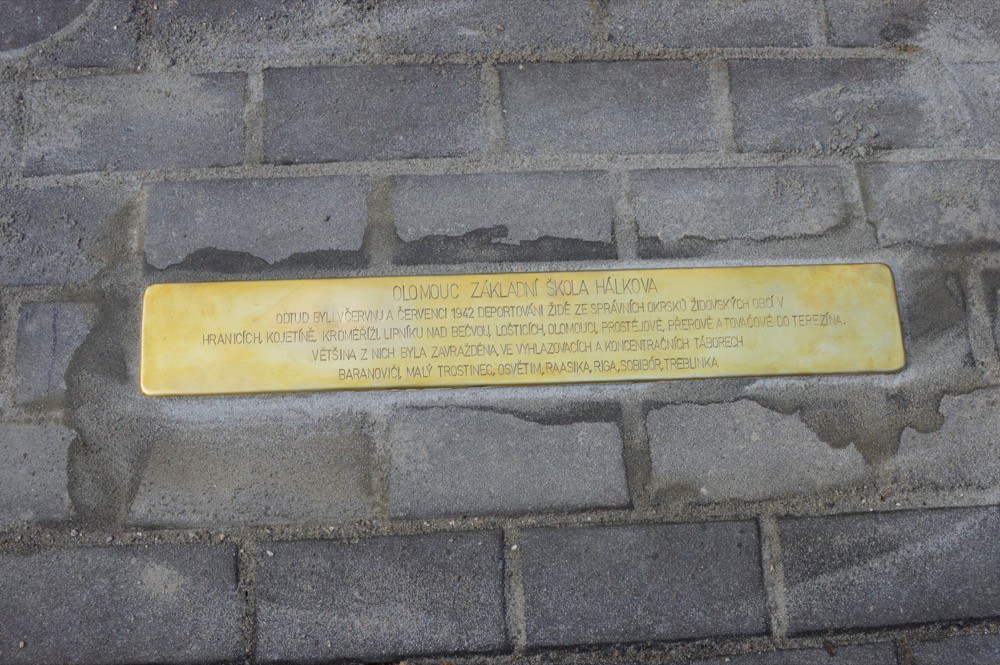 OLOMOUC ZÁKLADNÍ ŠKOLA HÁLKOVA
ODTUD BYLI V ČERVNU A ČERVENCI 1942 DEPORTOVÁNI ŽIDÉ ZE SPRÁVNÍCH OKRSKŮ ŽIDOVSKÝCH OBCÍ V
HRANICÍCH, KOJETÍNĚ, KROMĚŘÍŽI, LIPNÍKU NAD BEČVOU, LOŠTICÍCH, OLOMOUCI, PROSTĚJOVĚ, PŘEROVĚ A TOVAČOVĚ DO TEREZÍNA.
VĚTŠINA Z NICH BYLA ZAVRAŽDĚNA VE VYHLAZOVACÍCH A KONCENTRAČNÍCH TÁBORECH
BARANOVIČI, MALÝ TROSTINEC, OSVĚTIM, RAASIKA, RIGA, SOBIBÓR, TREBLINKA